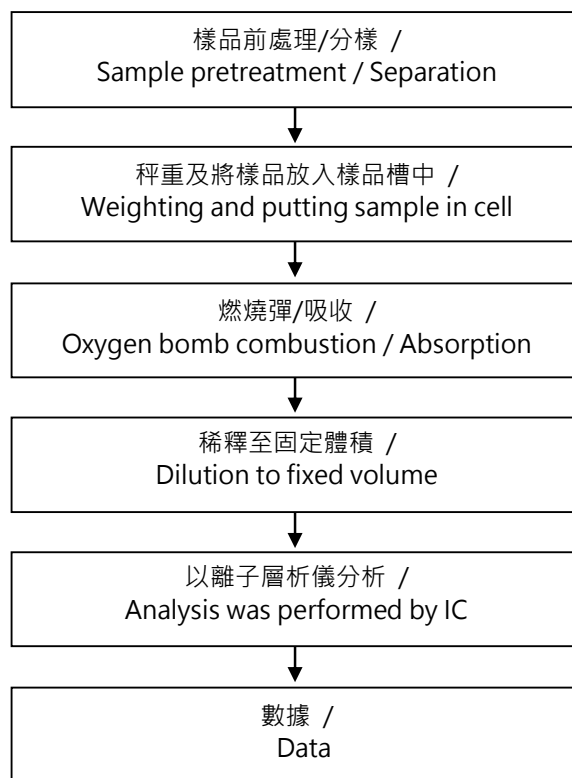 樣品前處理/分樣 /
Sample pretreatment / Separation
秤重及將樣品放入樣品槽中 /
Weighting and putting sample in cell
燃燒彈/吸收 /
Oxygen bomb combustion / Absorption
稀釋至固定體積 /
Dilution to fixed volume
以離子層析儀分析 /
Analysis was performed by IC
數據 /
Data